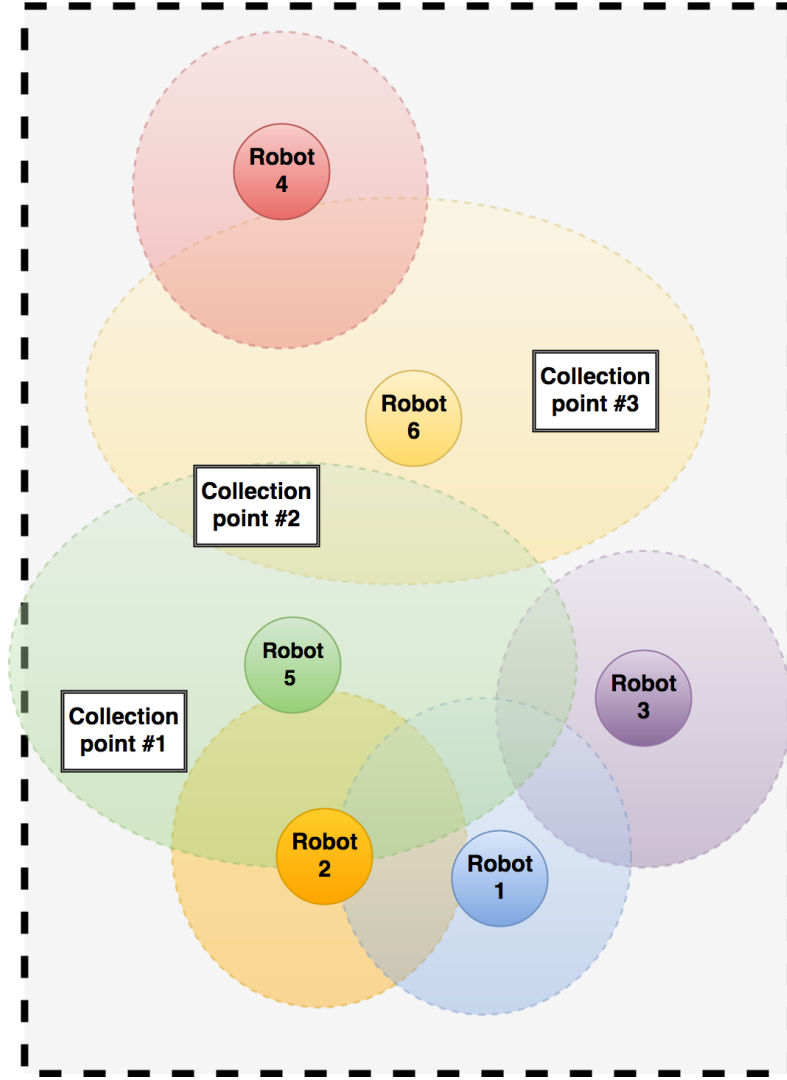 Robot
4
Collection
point #3
Robot
6
Collection
point #2
Robot
5
Robot
3
Collection
point #1
Robot
2
Robot
1